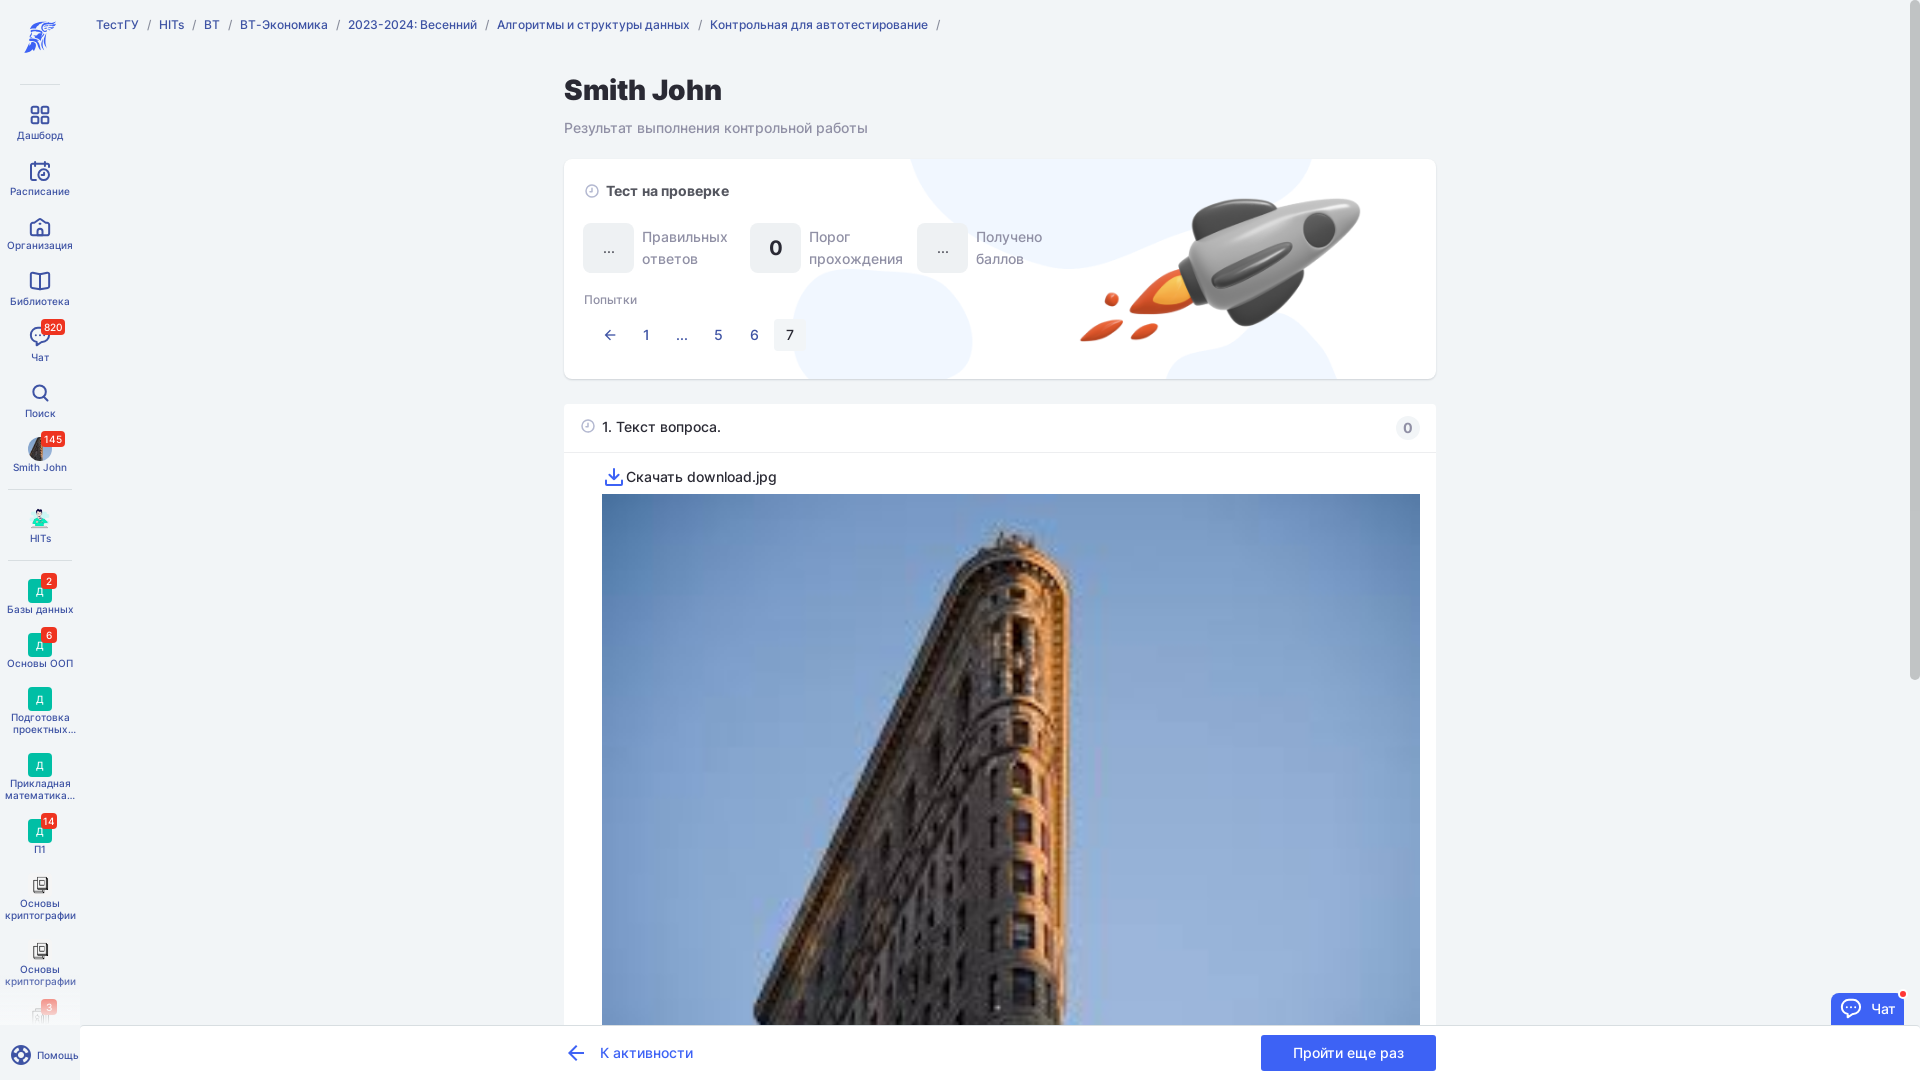 ТестГУ / HITs / ВТ / ВТ-Экономика / 2023-2024: Весенний / Алгоритмы и структуры данных / Контрольная для автотестирование /
Дашборд
Расписание
Организация
Библиотека
820
Чат
Поиск
145
Smith John
HITs
2
Д
Базы данных
6
Д
Основы ООП
Д
Подготовка
проектных...
Д
Прикладная
математика...
14
Д
П1
Основы
криптографии
Основы
криптографии
3
Помощь
Smith John
Результат выполнения контрольной работы
Тест на проверке
... Правильных
ответов
0 Порог
прохождения
... Получено
баллов
Попытки
1 ... 5 6 7
1. Текст вопроса. 0
Скачать download.jpg
Чат
К активности
Пройти еще раз